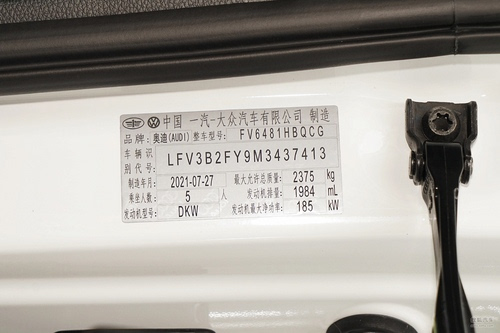 中国 一汽-大众汽车有限公司 制造
品牌: 奥迪(AUDI) 整车型号: FV6481HBQCG
车辆识别代号: LFV3B2FY9M3437413
制造年月: 2021-07-27 最大允许总质量: 2375 kg
乘坐人数: 5 人 发动机排量: 1984 mL
发动机型号: DKW 发动机最大净功率: 185 kW